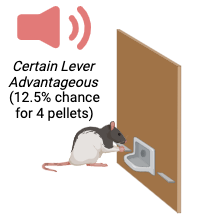 Certain Lever
Advantageous
(12.5% chance
for 4 pellets)